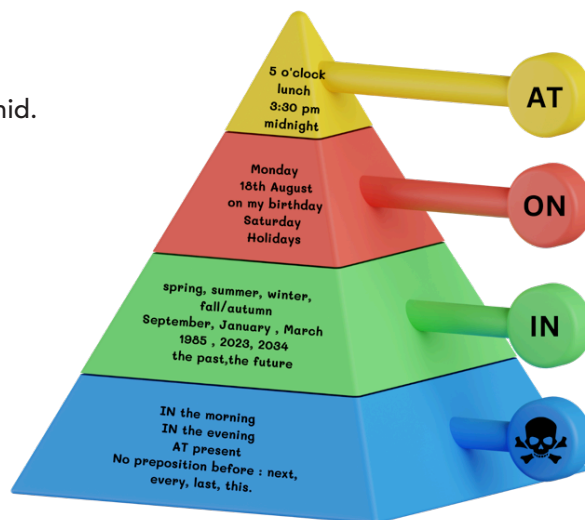 nid.
5 o'clock
lunch
3:30 pm
midnight
AT
Monday
18th August
on my birthday
Saturday
Holidays
ON
spring, summer, winter,
fall/autumn
September, January , March
1985 , 2023, 2034
the past,the future
IN
IN the morning
IN the evening
AT present
No preposition before : next,
every, last, this.